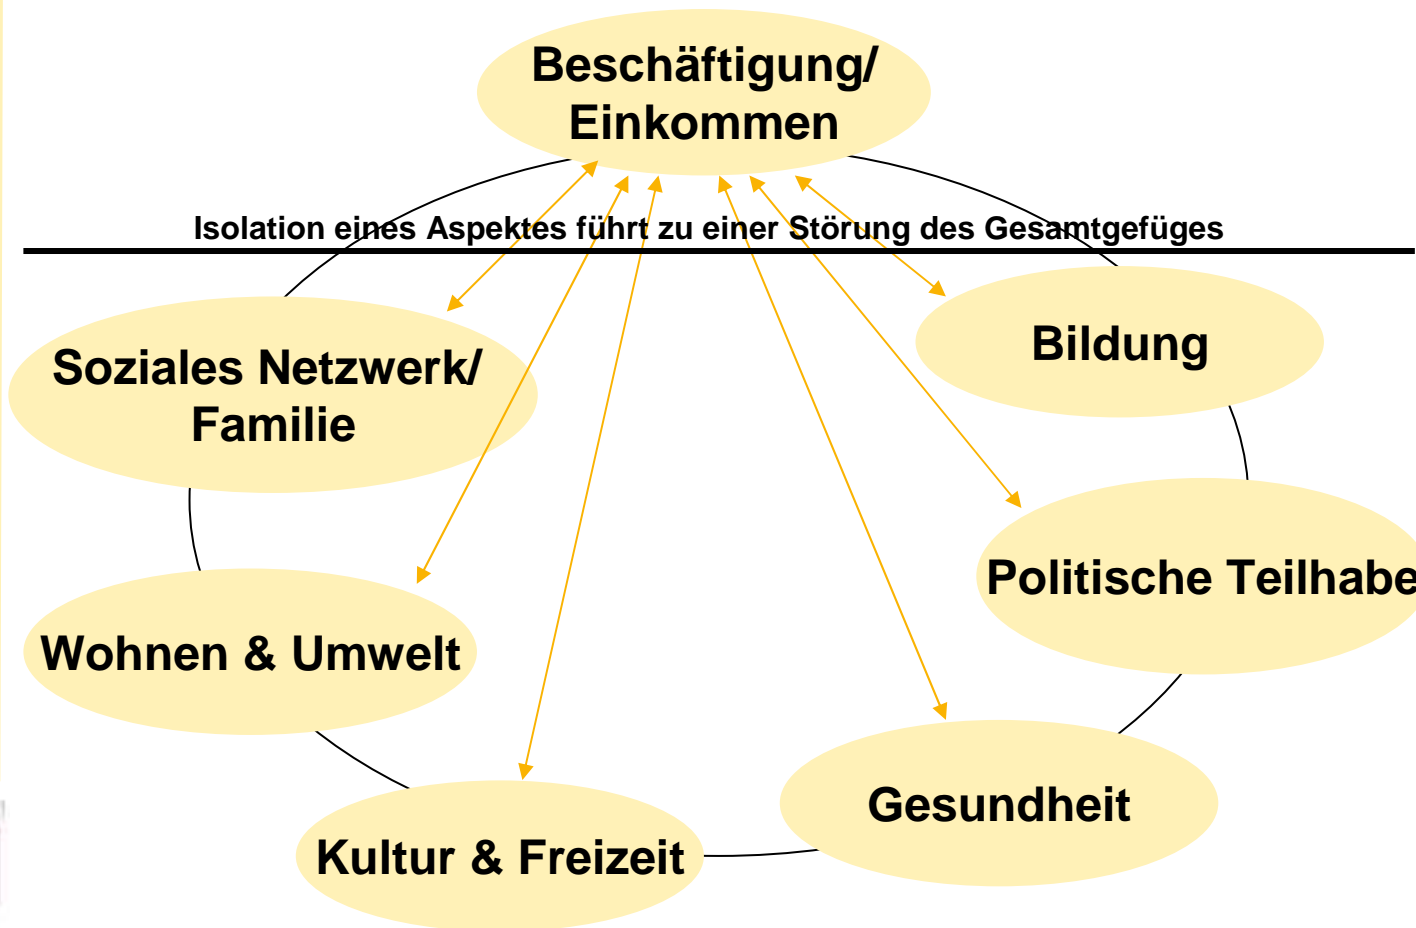 Beschäftigung/
Einkommen
Isolation eines Aspektes führt zu einer Störung des Gesamtgefüges
Bildung
Soziales Netzwerk/
Familie
Politische Teilhabe
Wohnen & Umwelt
Gesundheit
Kultur & Freizeit